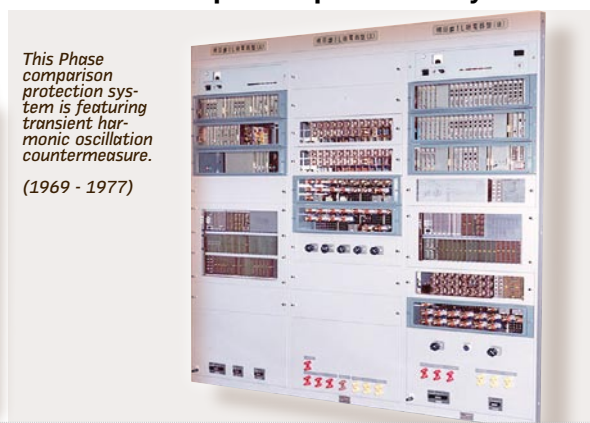 This Phase
comparison
protection sys-
tem is featuring
transient har-
monic oscillation
countermeasure.
(1969 - 1977)